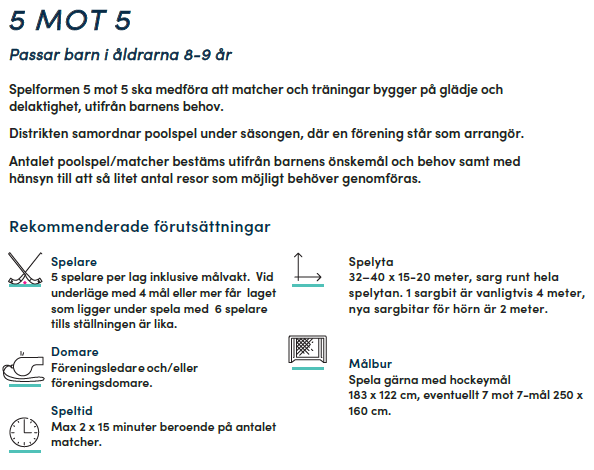 5 MOT 5
Passar barn i åldrarna 8-9 år
Spelformen 5 mot 5 ska medföra att matcher och träningar bygger på glädje och
delaktighet, utifrån barnens behov.
Distrikten samordnar poolspel under säsongen, där en förening står som arrangör.
Antalet poolspel/matcher bestäms utifrån barnens önskemål och behov samt med
hänsyn till att så litet antal resor som möjligt behöver genomföras.
Rekommenderade förutsättningar
Spelare
5 spelare per lag inklusive målvakt. Vid
underläge med 4 mål eller mer får laget
som ligger under spela med 6 spelare
tills ställningen är lika.
Domare
Föreningsledare och/eller
föreningsdomare.
Speltid
Max 2 x 15 minuter beroende på antalet
matcher.
Spelyta
32–40 x 15-20 meter, sarg runt hela
spelytan. 1 sargbit är vanligtvis 4 meter,
nya sargbitar för hörn är 2 meter.
Målbur
Spela gärna med hockeymål
183 x 122 cm, eventuellt 7 mot 7-mål 250 x
160 cm.